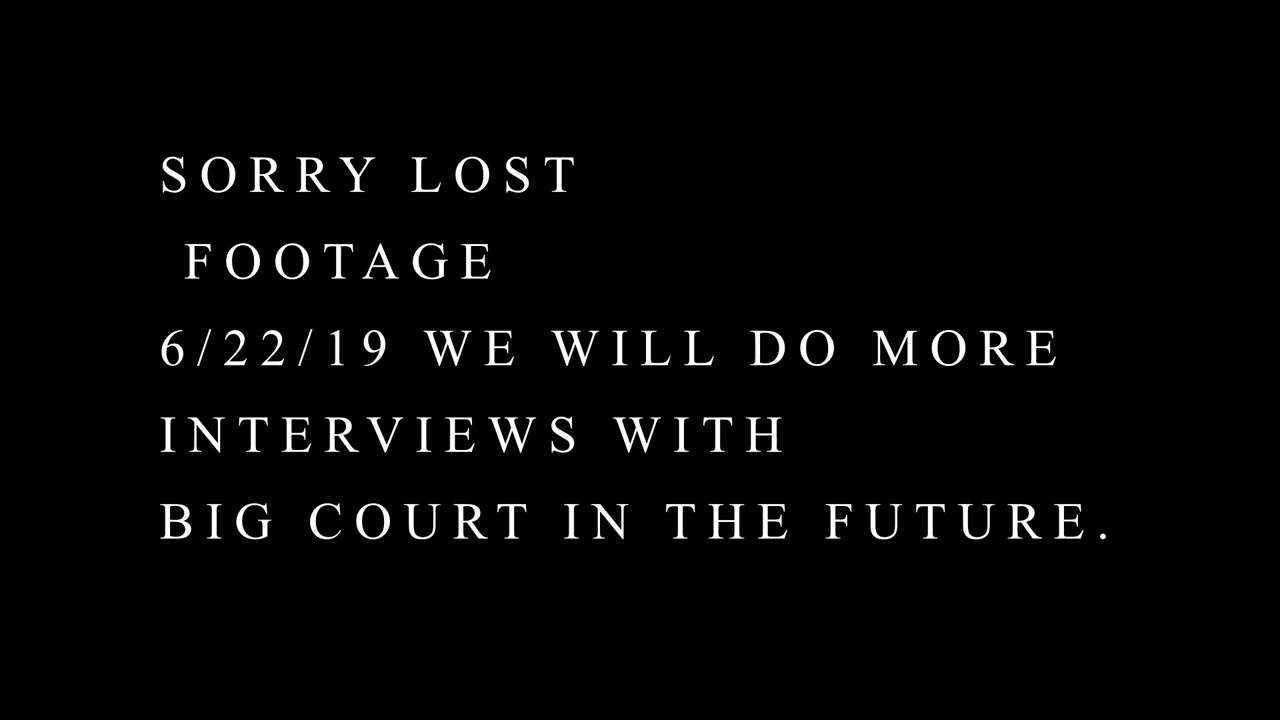 SORRY LOST
FOOTAGE
6/22/19 WE WILL DO MORE
INTERVIEWS WITH
BIG COURT IN THE FUTURE.